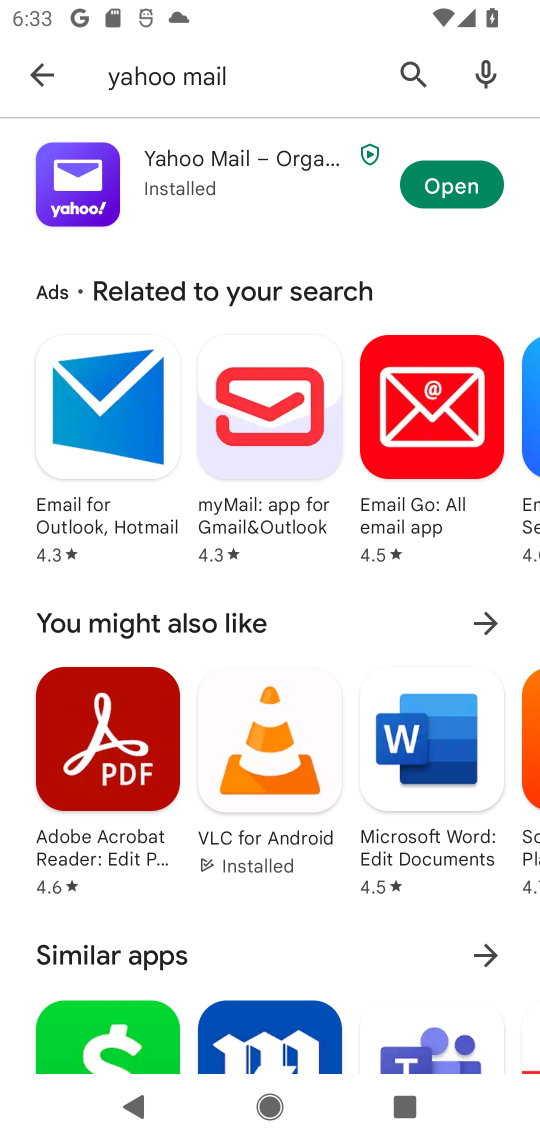 6:33
yahoo mail
Yahoo Mail – Orga...
Installed
Open
yahoo!
Ads • Related to your search
Email for
Outlook, Hotmail
4.3★
myMail: app for
Gmail&Outlook
4.3★
@
Email Go: All
email app
4.5★
Em
Se
4.
You might also like
PDF
Adobe Acrobat
Reader: Edit P...
4.6★
VLC for Android
Installed
W
Microsoft Word:
Edit Documents
4.5★
Sc
Pl
4.
Similar apps
$
T